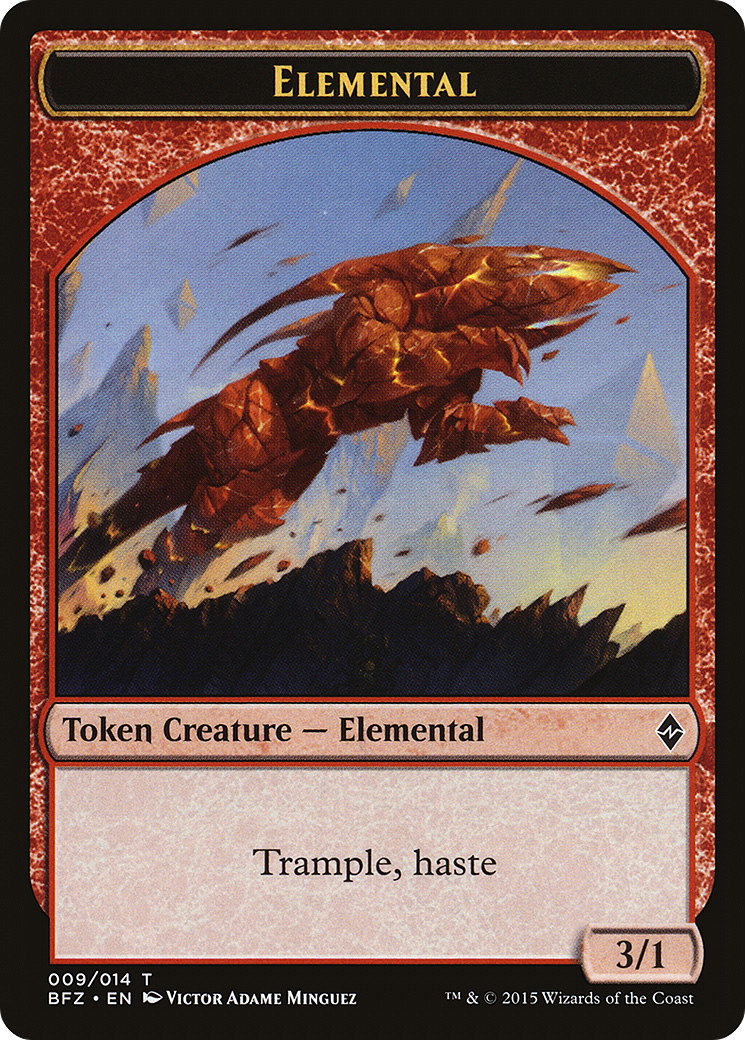 Elemental
Token Creature — Elemental
Trample, haste
3/1
009/014 T
BFZ • EN Victor Adame Minguez
™ & © 2015 Wizards of the Coast